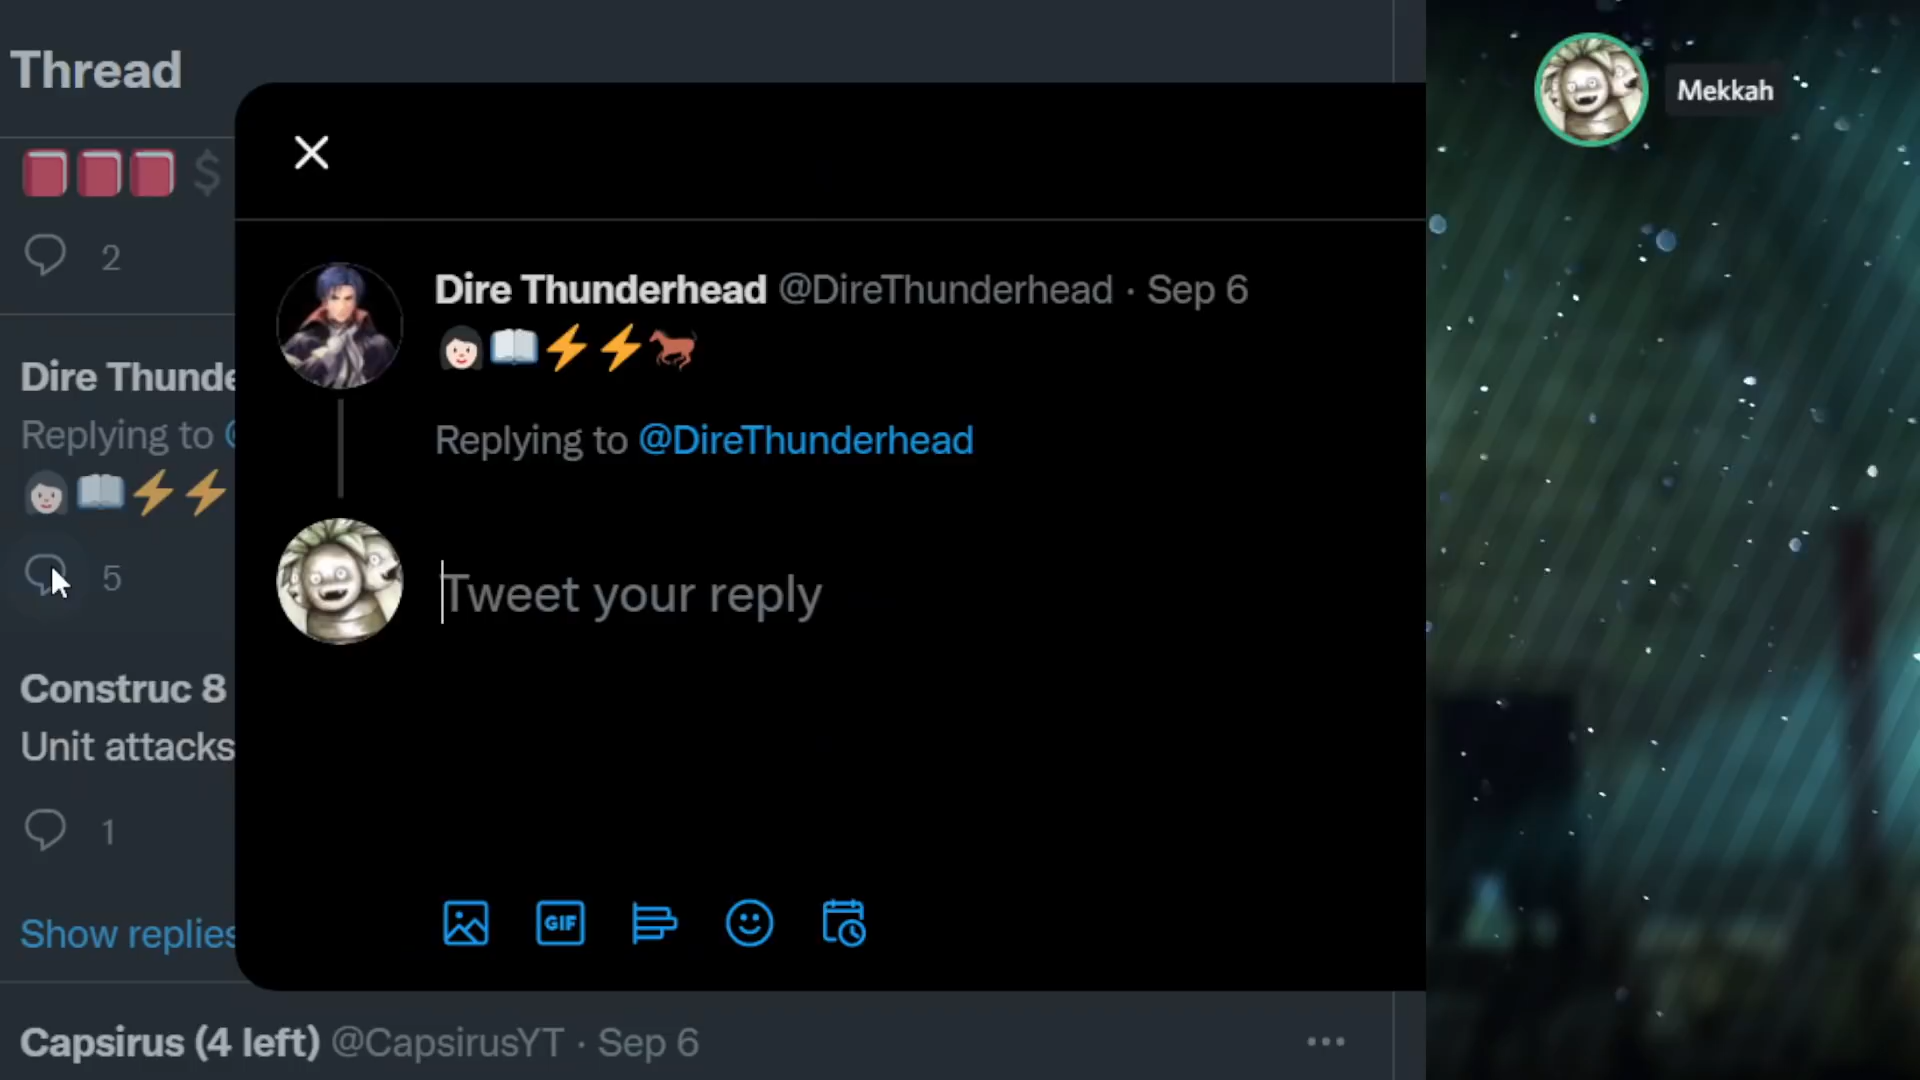 Thread
Mekkah
$
2
Dire Thunderhead @DireThunderhead · Sep 6
👩🏻📖⚡⚡🐎
Replying to @DireThunderhead
Tweet your reply
GIF
Dire Thunde
Replying to
👩🏻📖⚡⚡
5
Construc 8
Unit attacks
1
Show replies
Capsirus (4 left) @CapsirusYT · Sep 6